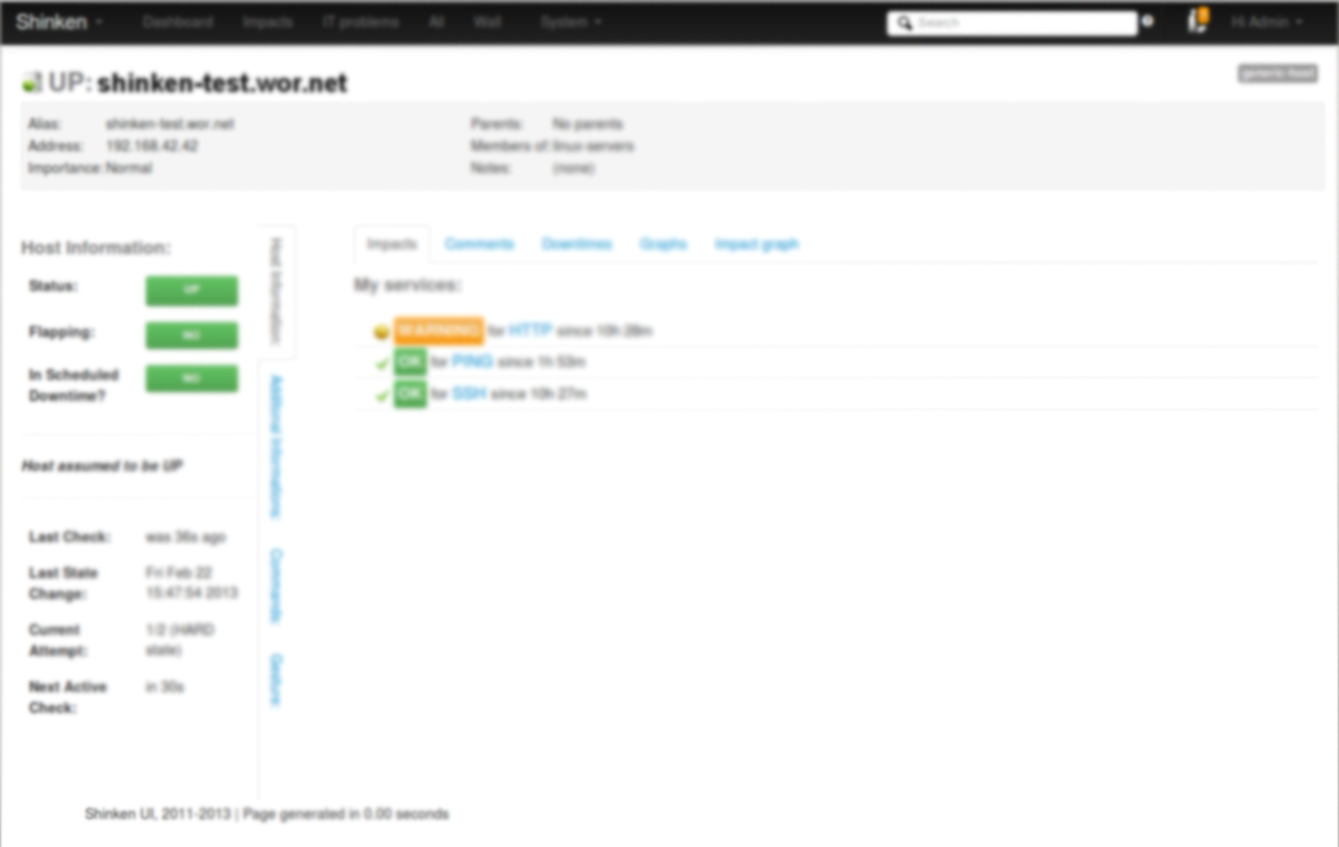 Shinken Dashboard Impacts IT problems All Wall System Search Hi Admin
UP: shinken-test.wor.net
generic-host
Alias: shinken-test.wor.net
Address: 192.168.42.42
Importance: Normal
Parents: No parents
Members of: linux-servers
Notes: (none)
Host Information:
Status: UP
Flapping: NO
In Scheduled
Downtime? NO
Host assumed to be UP
Last Check: was 36s ago
Last State Fri Feb 22
Change: 15:47:54 2013
Current 1/2 (HARD
Attempt: state)
Next Active in 30s
Check:
Host Information
Additional Informations
Commands
Gesture
Impacts Comments Downtimes Graphs Impact graph
My services:
WARNING for HTTP since 10h 28m
OK for PING since 1h 53m
OK for SSH since 10h 27m
Shinken UI, 2011-2013 | Page generated in 0.00 seconds